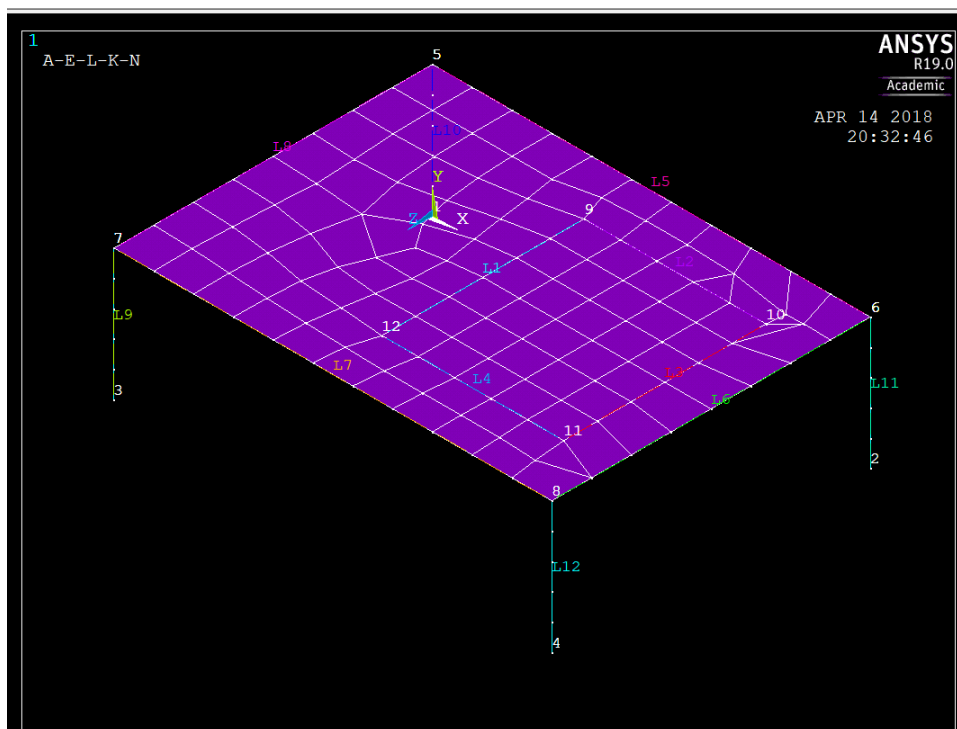 1
A-E-L-K-N
ANSYS
R19.0
Academic
APR 14 2018
20:32:46
5
L10
L8
L5
Y
1
Z
X
9
7
L2
L1
L9
10
6
12
L7
L3
L4
L11
3
L6
11
2
8
L12
4